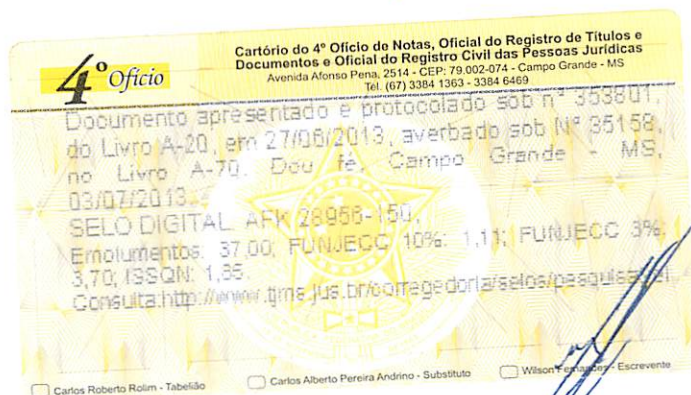 4º Ofício
Cartório do 4º Ofício de Notas, Oficial do Registro de Títulos e
Documentos e Oficial do Registro Civil das Pessoas Jurídicas
Avenida Afonso Pena, 2514 - CEP: 79.002-074 - Campo Grande - MS
Tel. (67) 3384 1363 - 3384 6469
Documento apresentado e protocolado sob nº 353801,
do Livro A-20, em 27/06/2013, averbado sob Nº 35158,
no Livro A-70. Dou fé, Campo Grande - MS,
03/07/2013.
SELO DIGITAL: AFK 28956-150.
Emolumentos: 37,00; FUNJECC 10%: 1,11; FUNJECC 3%:
3,70; ISSQN: 1,85.
Consulta:http://www.tjms.jus.br/corregedoria/selos/
Carlos Roberto Rolim - Tabelião
Carlos Alberto Pereira Andrino - Substituto
Wilson Fernandes - Escrevente